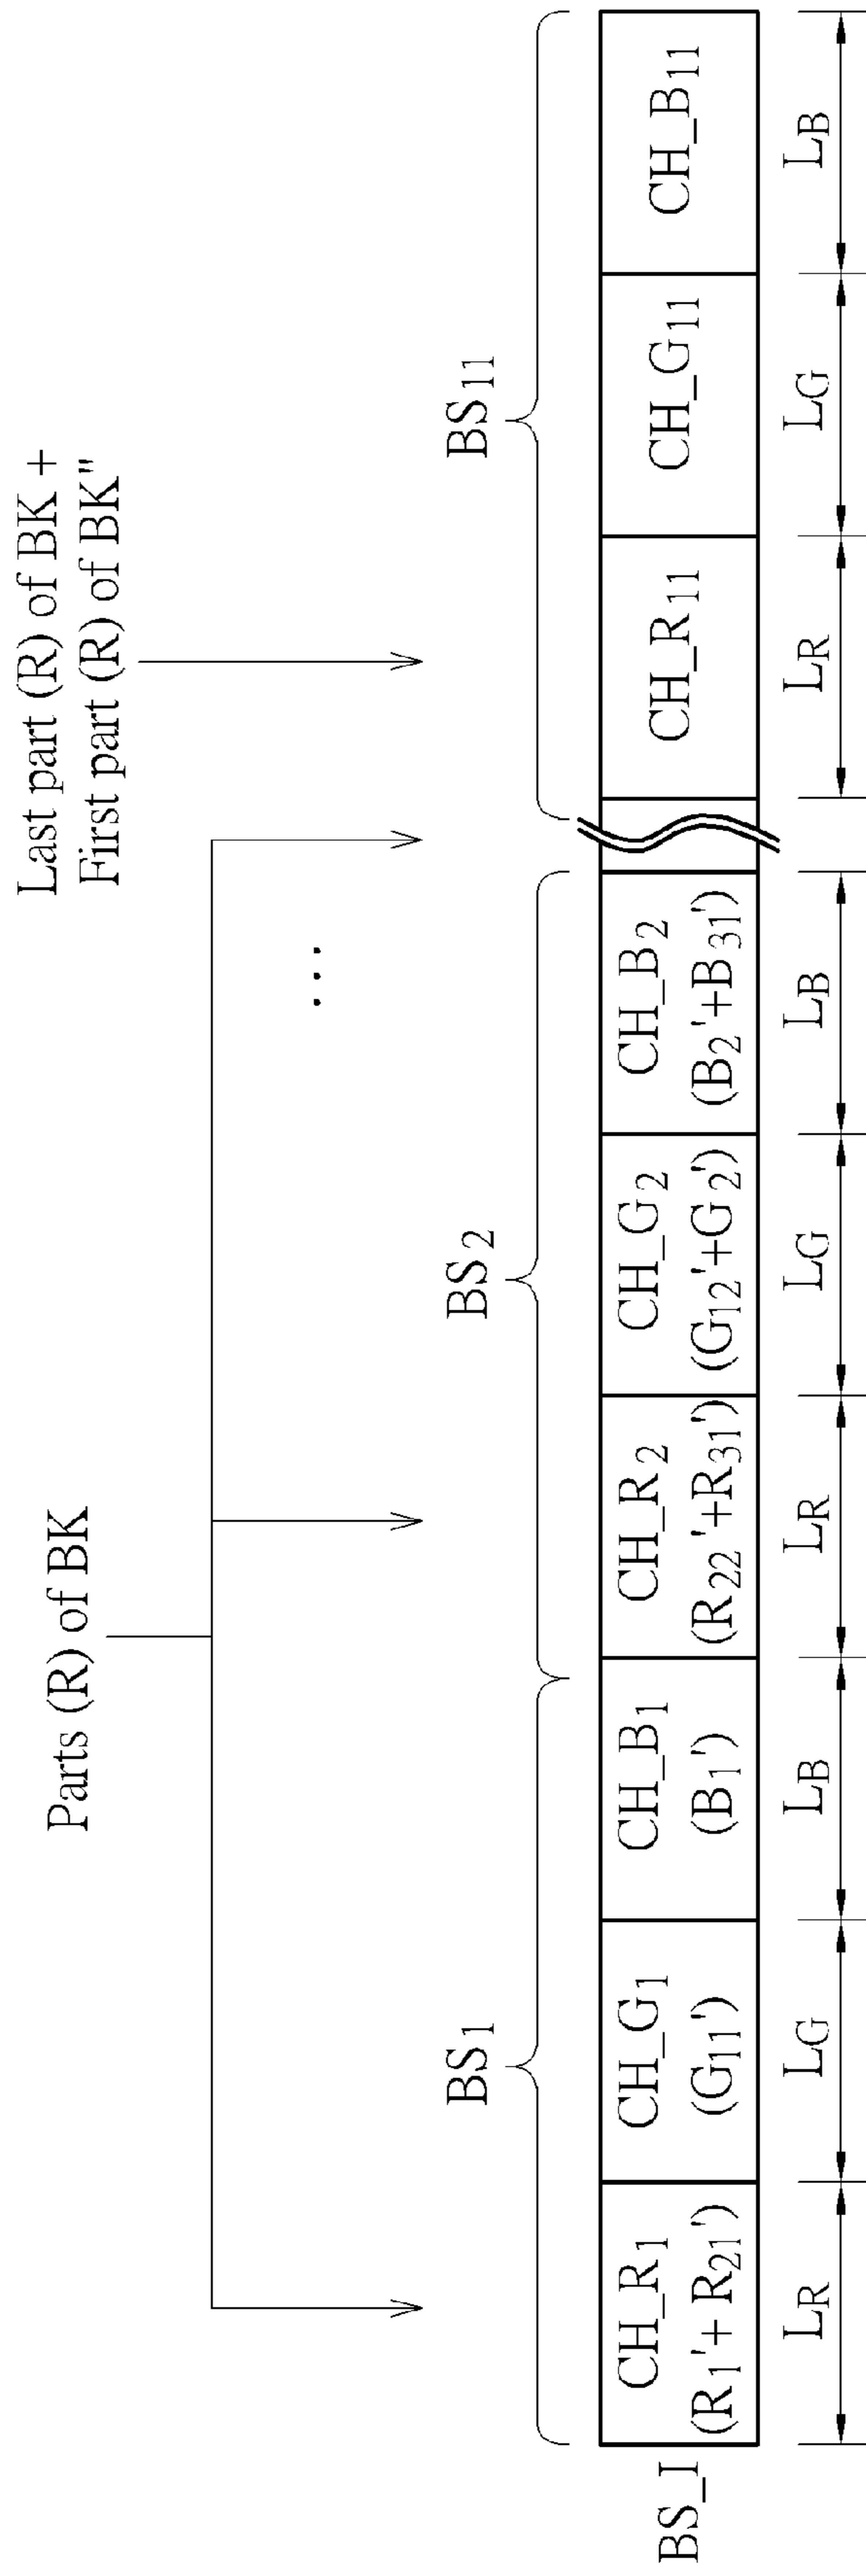 Parts (R) of BK
Last part (R) of BK +
First part (R) of BK"
...
BS1
BS2
BS11
BS_I
CH_R1
(R1'+ R21')
CH_G1
(G11')
CH_B1
(B1')
CH_R2
(R22'+R31')
CH_G2
(G12'+G2')
CH_B2
(B2'+B31')
CH_R11
CH_G11
CH_B11
LR
LG
LB
LR
LG
LB
LR
LG
LB